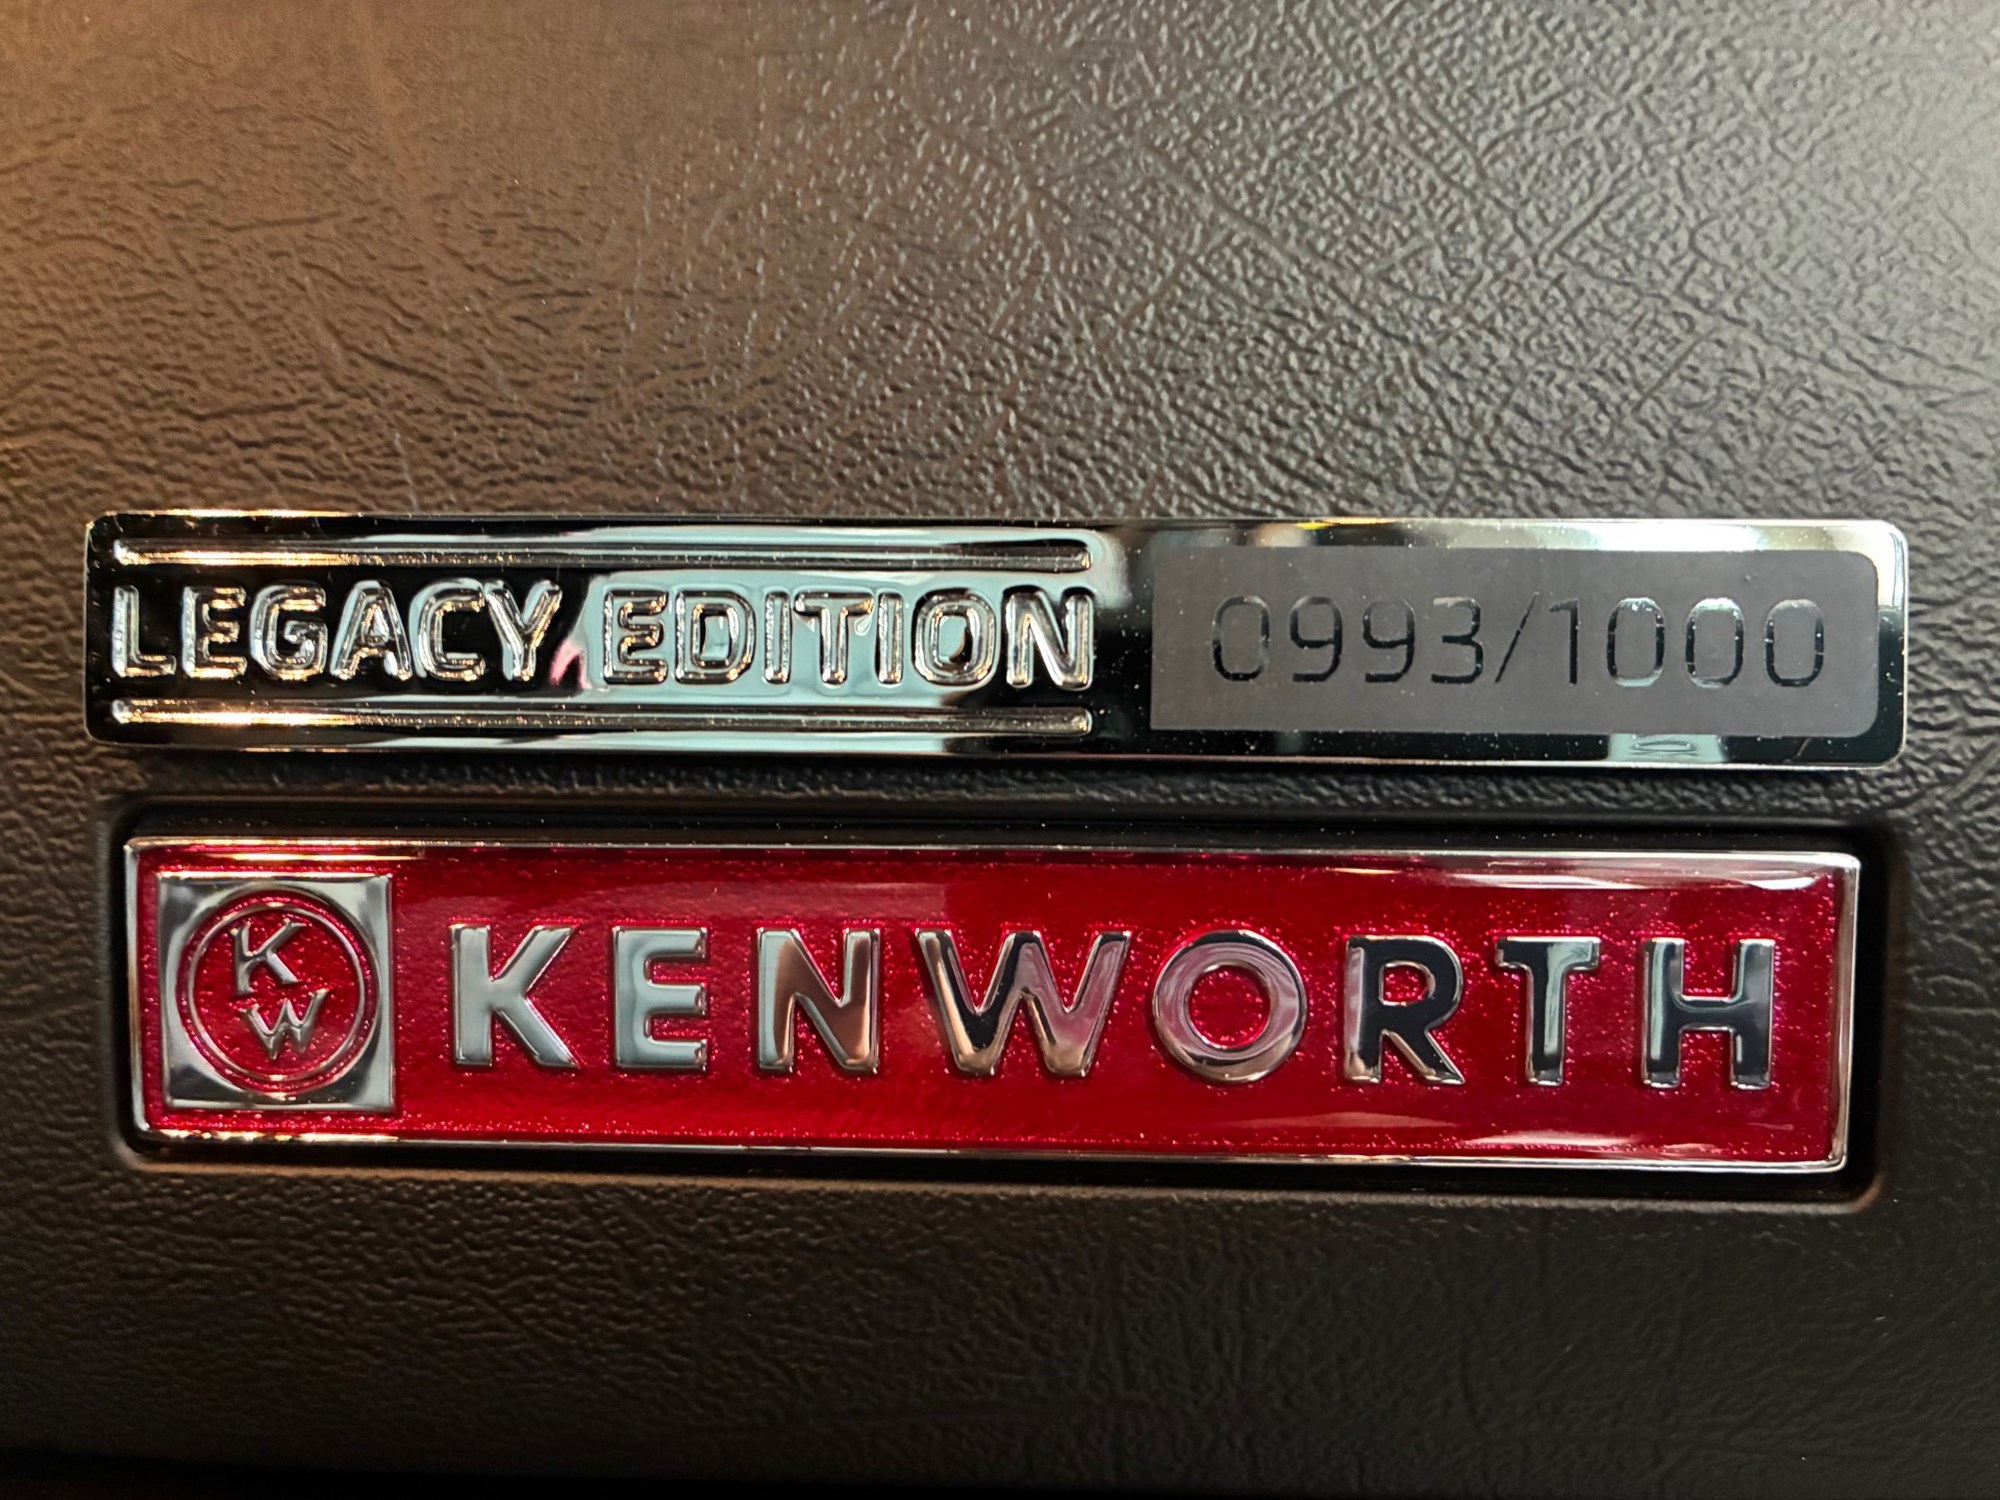 LEGACY EDITION 0993/1000
KW KENWORTH